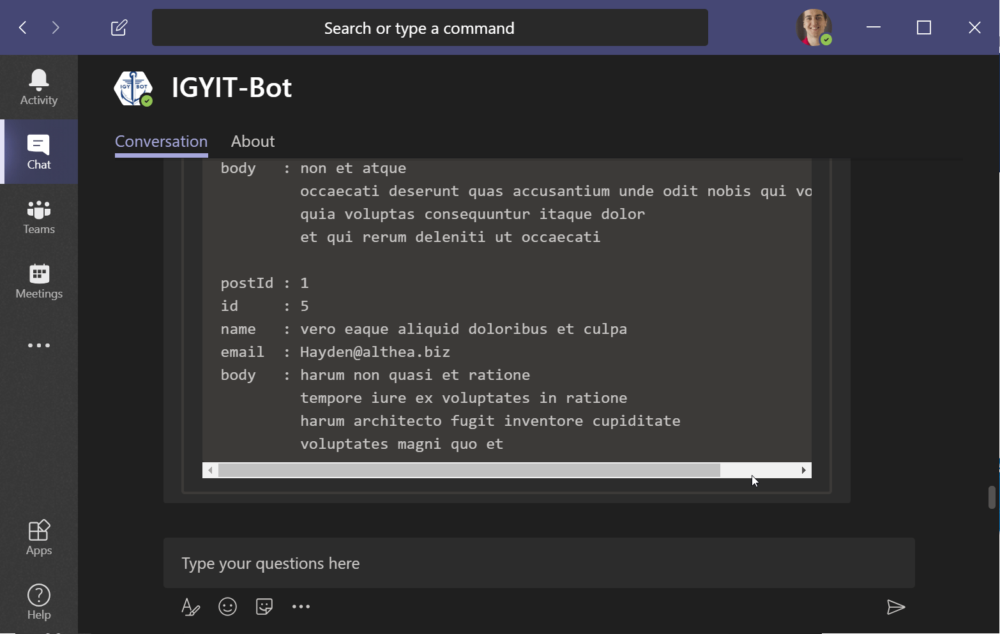 Search or type a command
Activity
Chat
Teams
Meetings
Apps
Help
IGY BOT
IGYIT-Bot
Conversation About
body : non et atque
occaecati deserunt quas accusantium unde odit nobis qui vo
quia voluptas consequuntur itaque dolor
et qui rerum deleniti ut occaecati
postId : 1
id : 5
name : vero eaque aliquid doloribus et culpa
email : Hayden@althea.biz
body : harum non quasi et ratione
tempore iure ex voluptates in ratione
harum architecto fugit inventore cupiditate
voluptates magni quo et
Type your questions here